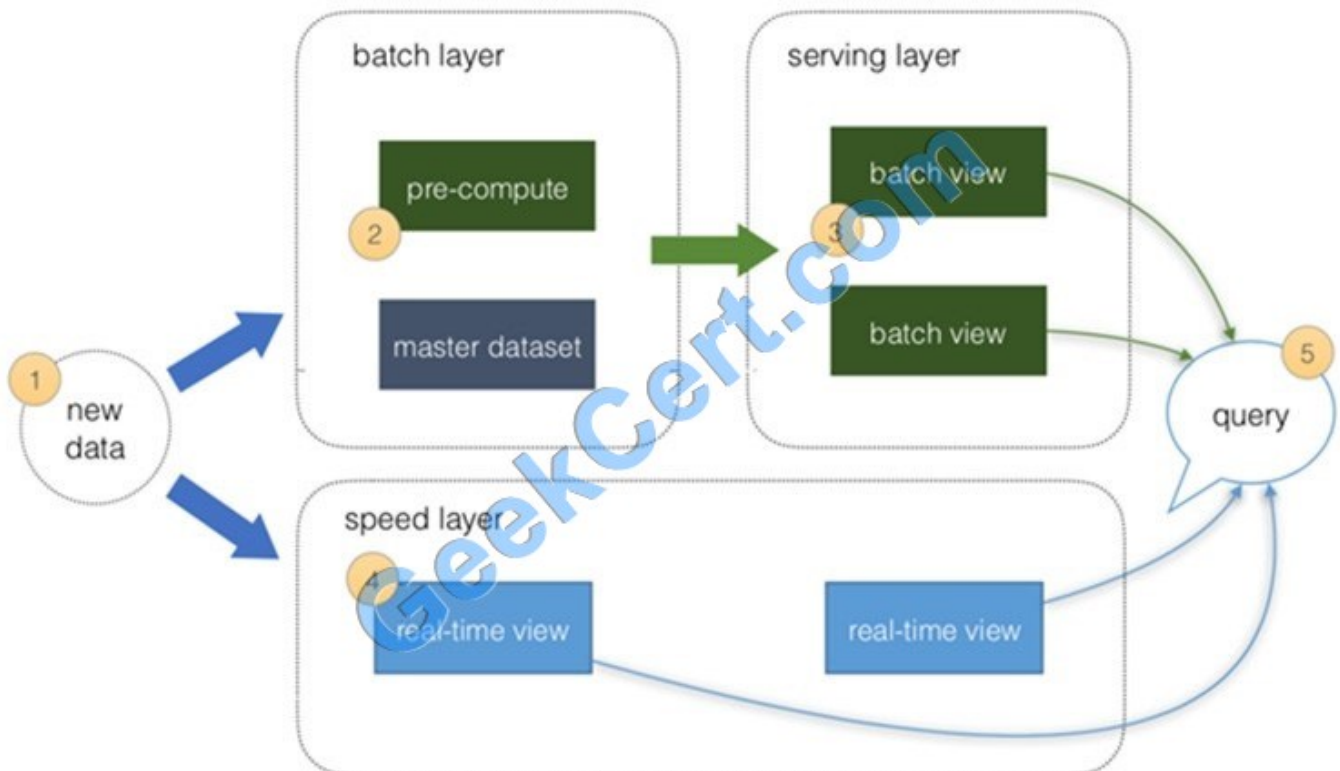 batch layer
pre-compute
2
master dataset
serving layer
batch view
3
batch view
1
new
data
5
query
speed layer
4
real-time view
real-time view
GeekCert.com